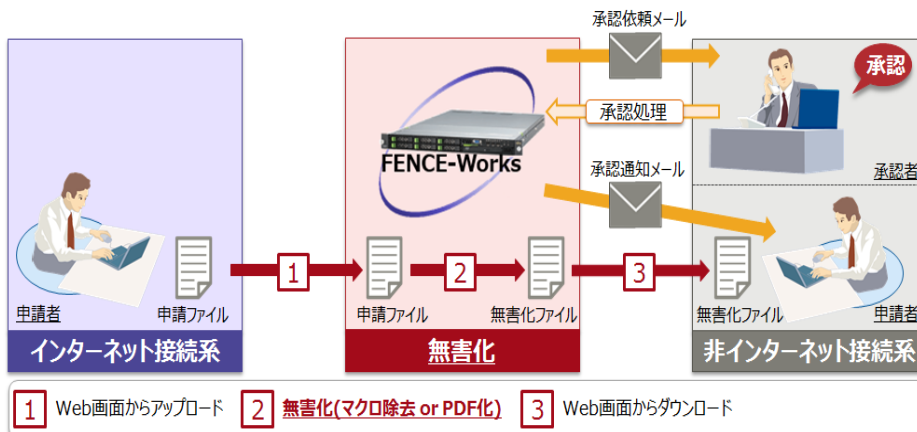 承認依頼メール
承認
承認処理
FENCE-Works
承認者
承認通知メール
1
2
3
申請者
申請ファイル
申請ファイル
無害化ファイル
無害化ファイル
申請者
インターネット接続系
無害化
非インターネット接続系
1 Web画面からアップロード 2 無害化(マクロ除去 or PDF化) 3 Web画面からダウンロード